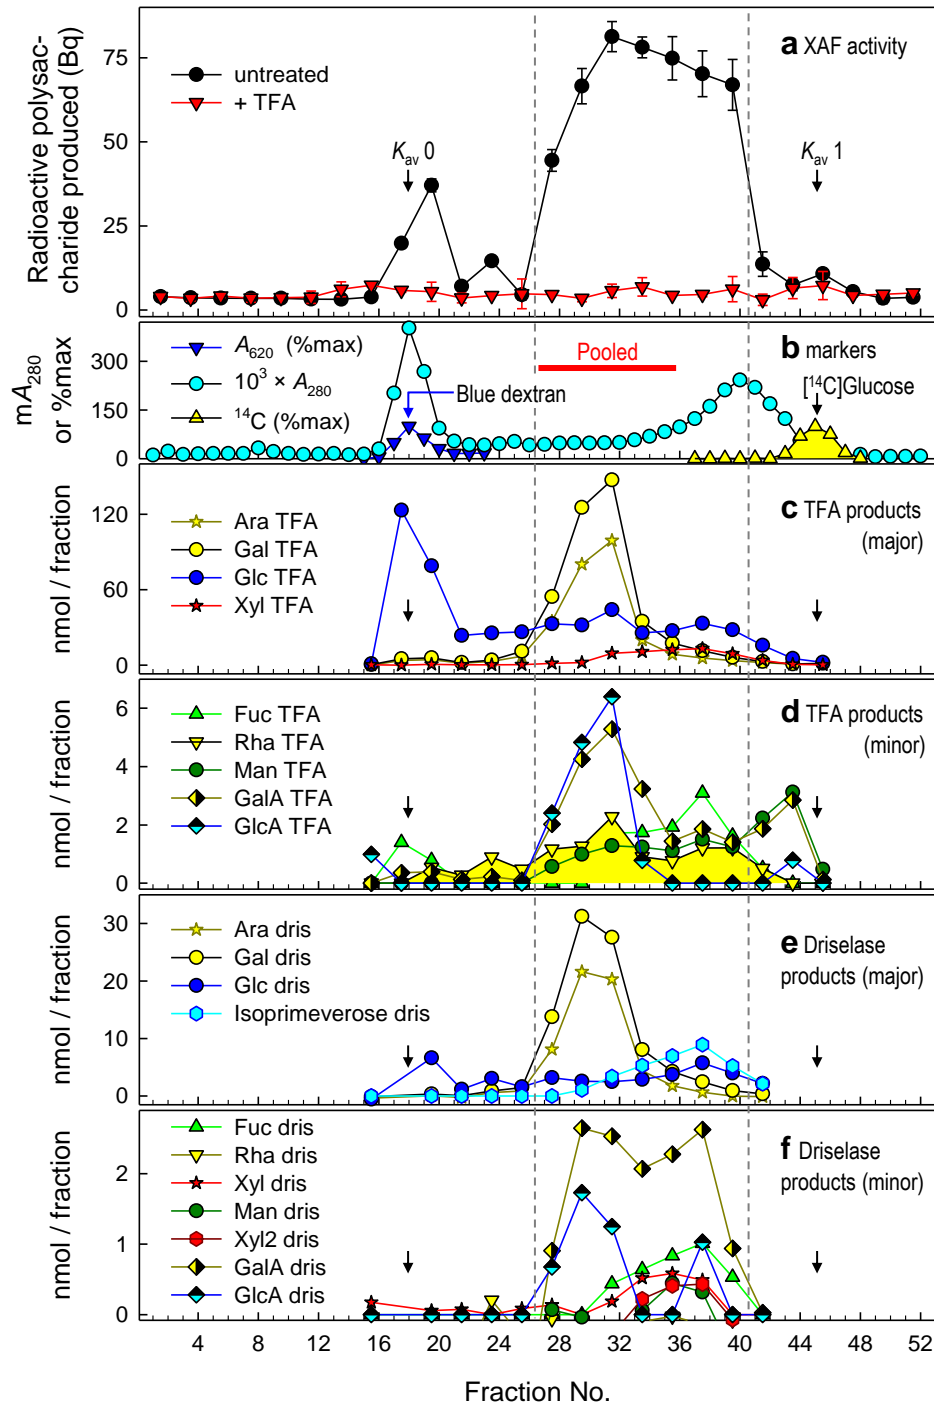 a XAF activity
Radioactive polysac-
charide produced (Bq)
75
50
25
0
untreated
+ TFA
Kav 0
Kav 1
b markers
mA280
or %max
300
150
0
A620 (%max)
10³ × A280
¹⁴C (%max)
Blue dextran
Pooled
[¹⁴C]Glucose
c TFA products
(major)
nmol / fraction
120
60
0
Ara TFA
Gal TFA
Glc TFA
Xyl TFA
d TFA products
(minor)
nmol / fraction
6
4
2
0
Fuc TFA
Rha TFA
Man TFA
GalA TFA
GlcA TFA
e Driselase
products (major)
nmol / fraction
30
20
10
0
Ara dris
Gal dris
Glc dris
Isoprimeverose dris
f Driselase
products (minor)
nmol / fraction
2
1
0
Fuc dris
Rha dris
Xyl dris
Man dris
Xyl2 dris
GalA dris
GlcA dris
4 8 12 16 20 24 28 32 36 40 44 48 52
Fraction No.